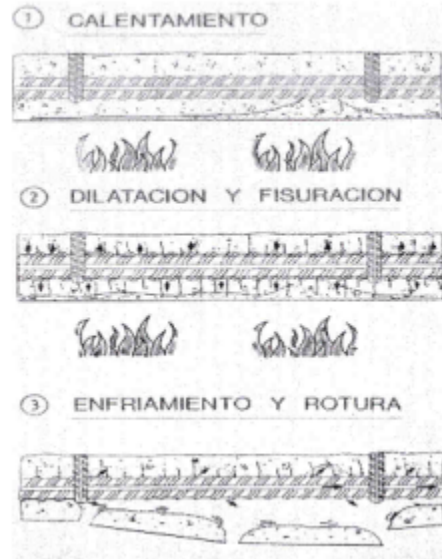 1 CALENTAMIENTO
2 DILATACION Y FISURACION
3 ENFRIAMIENTO Y ROTURA